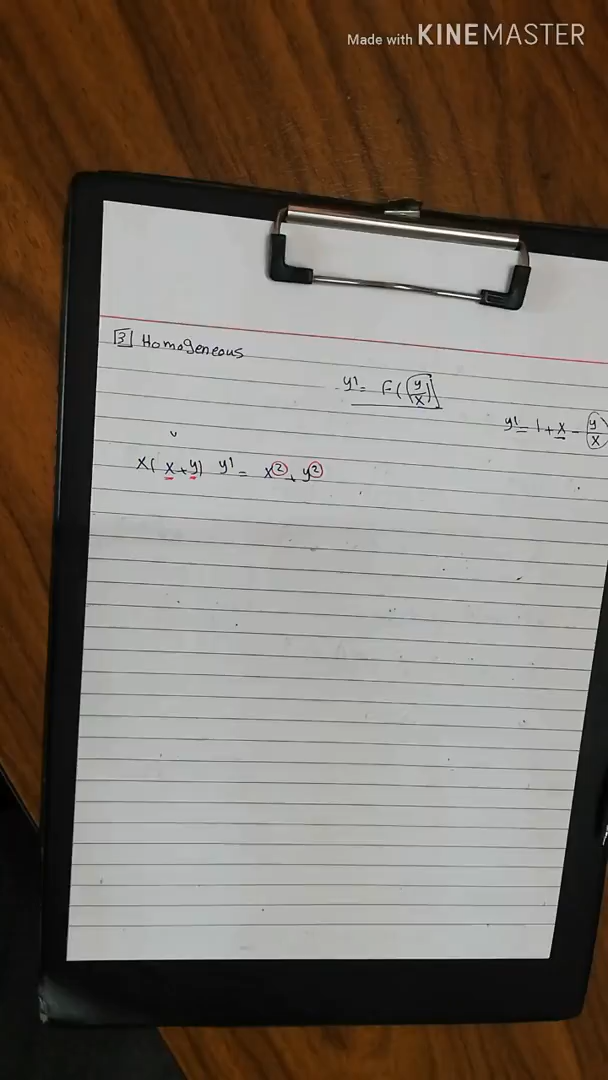 Made with KINEMASTER
3 Homogeneous
y' = F(y/x)
y' = 1 + x - y/x
x(x+y) y' = x² + y²